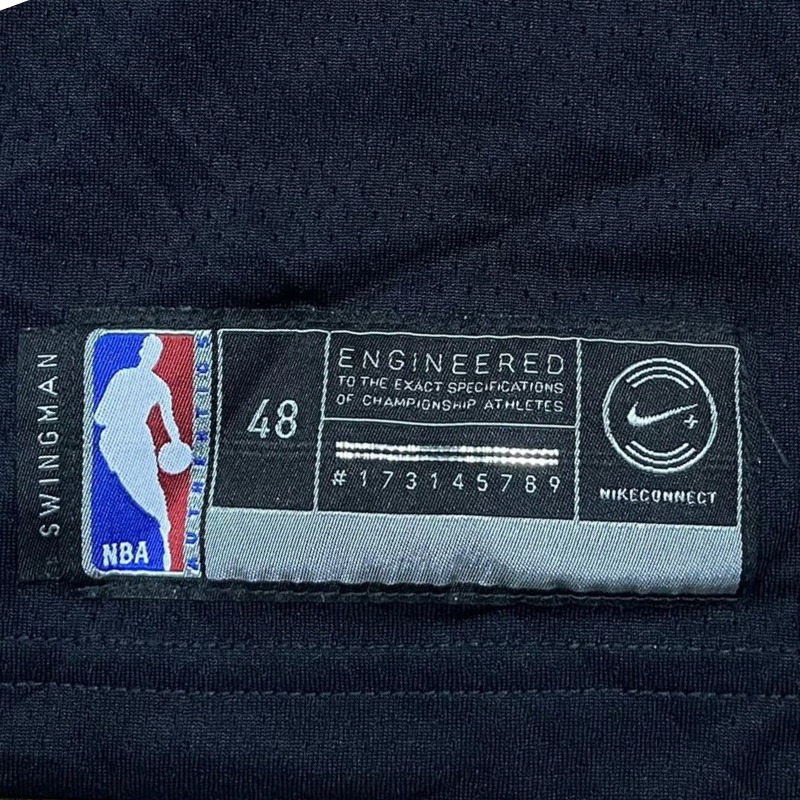 SWINGMAN
NBA
AUTHENTICS
48
ENGINEERED
TO THE EXACT SPECIFICATIONS
OF CHAMPIONSHIP ATHLETES
#173145789
NIKECONNECT